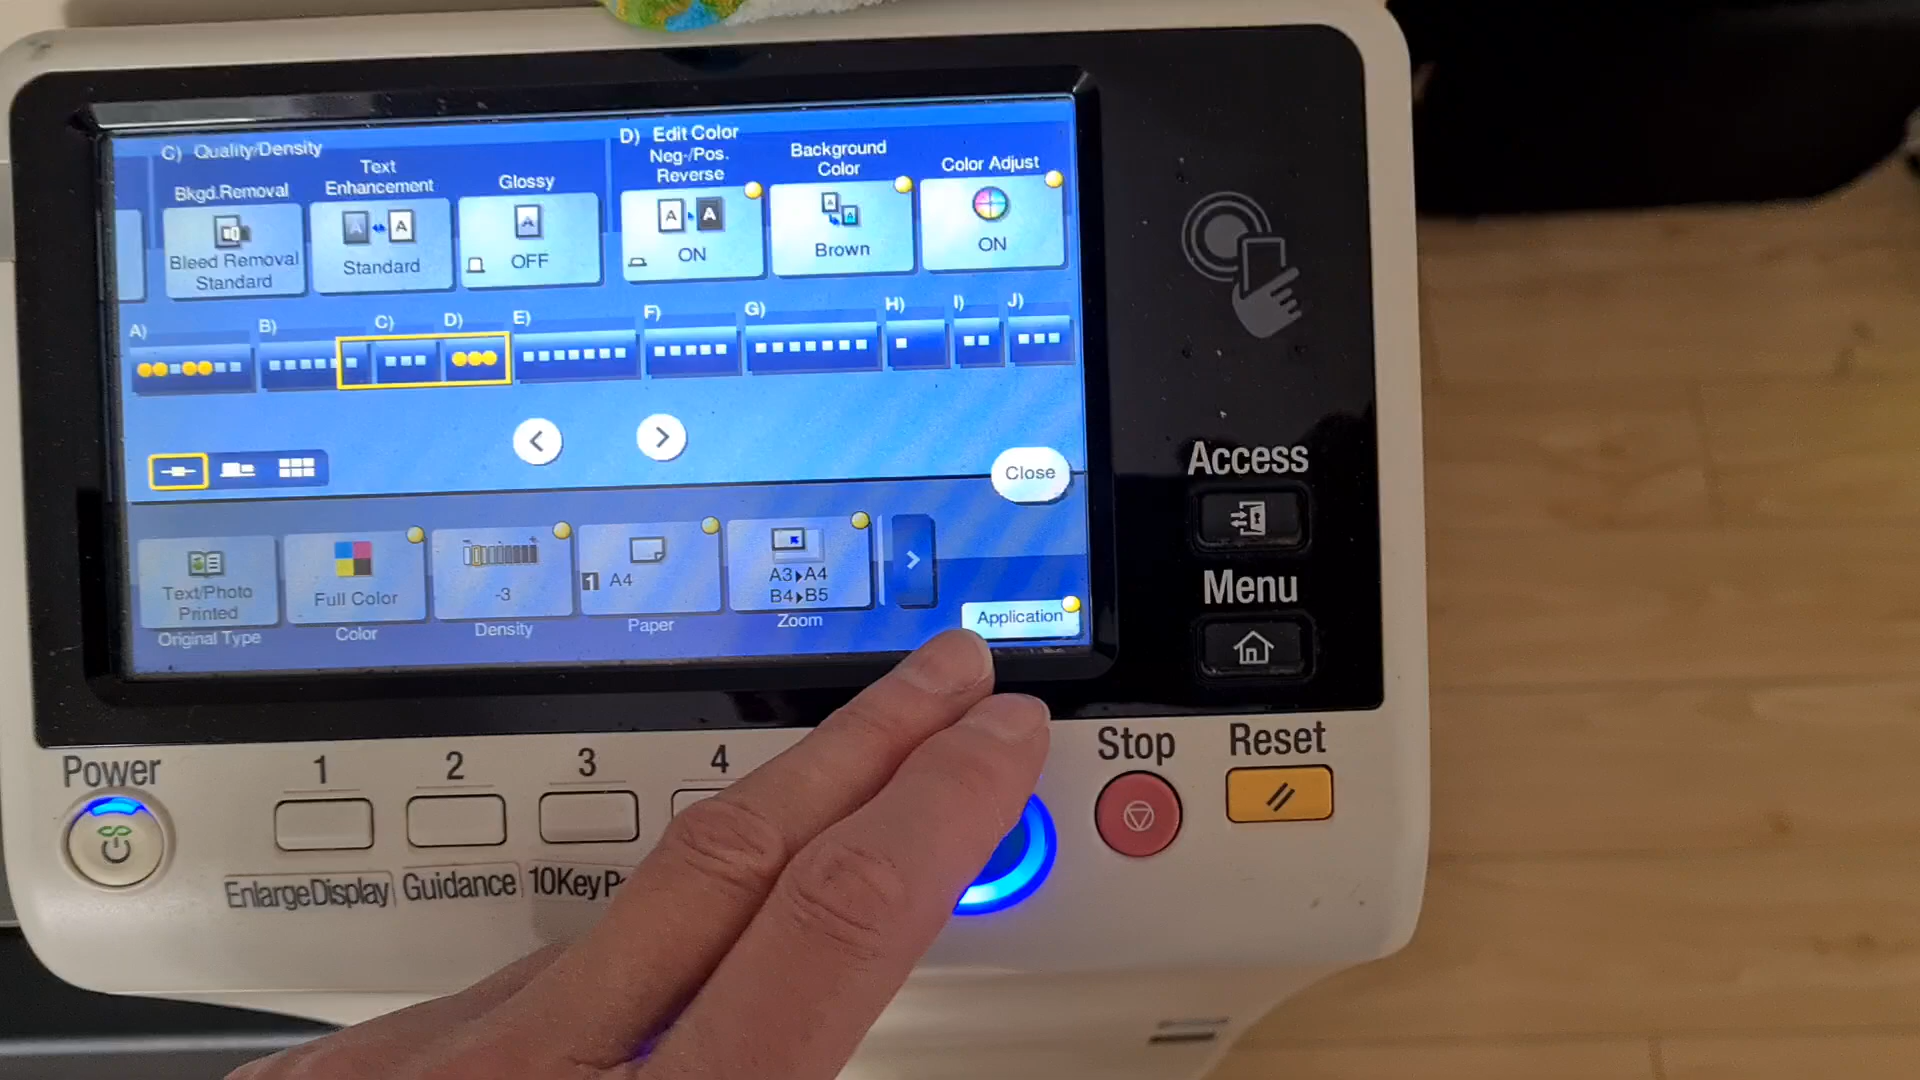 C) Quality/Density
D) Edit Color
Bkgd.Removal
Text
Enhancement
Glossy
Neg-/Pos.
Reverse
Background
Color
Color Adjust
Bleed Removal
Standard
Standard
OFF
ON
Brown
ON
A)
B)
C)
D)
E)
F)
G)
H)
I)
J)
Close
Text/Photo
Printed
Full Color
-3
1 A4
A3▸A4
B4▸B5
Original Type
Color
Density
Paper
Zoom
Application
Access
Menu
Power
1
2
3
4
Stop
Reset
EnlargeDisplay
Guidance
10Key